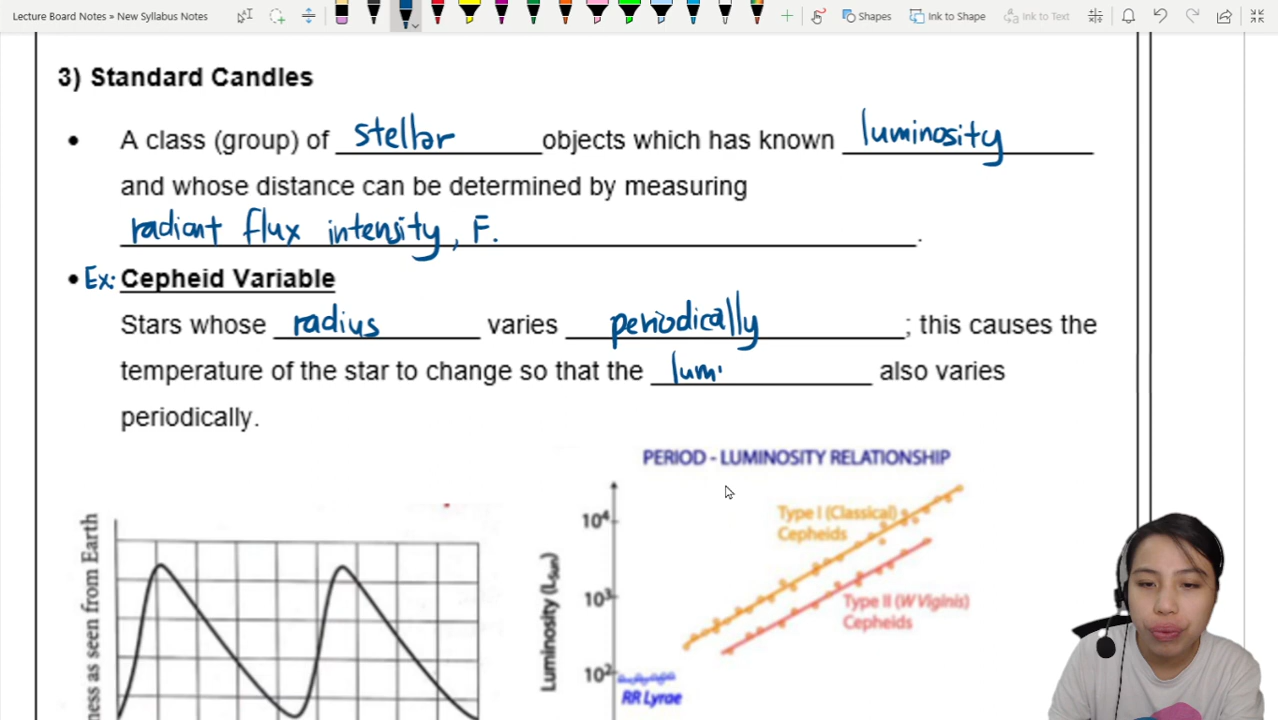 Lecture Board Notes » New Syllabus Notes
Shapes
Ink to Shape
Ink to Text
3) Standard Candles
• A class (group) of stellar objects which has known luminosity
and whose distance can be determined by measuring
radiant flux intensity, F.
• Ex: Cepheid Variable
Stars whose radius varies periodically; this causes the
temperature of the star to change so that the lumi also varies
periodically.
PERIOD - LUMINOSITY RELATIONSHIP
ness as seen from Earth
Luminosity (LSun)
10⁴
10³
10²
Type I (Classical)
Cepheids
Type II (W Viginis)
Cepheids
RR Lyrae